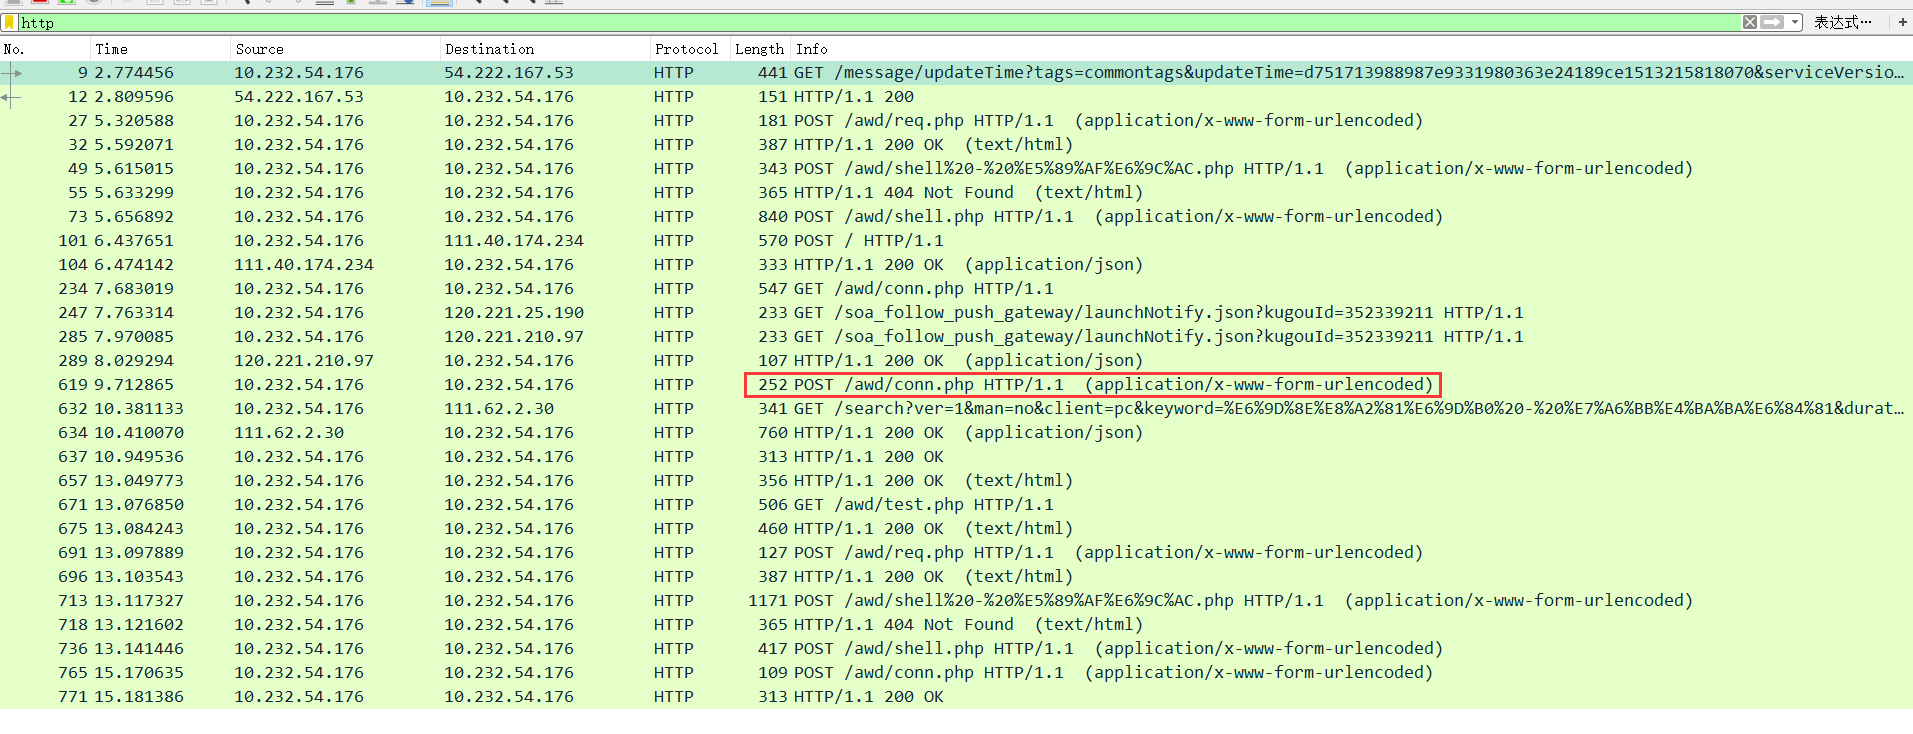 http 表达式… +
No. Time Source Destination Protocol Length Info
9 2.774456 10.232.54.176 54.222.167.53 HTTP 441 GET /message/updateTime?tags=commontags&updateTime=d751713988987e9331980363e24189ce1513215818070&serviceVersio…
12 2.809596 54.222.167.53 10.232.54.176 HTTP 151 HTTP/1.1 200
27 5.320588 10.232.54.176 10.232.54.176 HTTP 181 POST /awd/req.php HTTP/1.1 (application/x-www-form-urlencoded)
32 5.592071 10.232.54.176 10.232.54.176 HTTP 387 HTTP/1.1 200 OK (text/html)
49 5.615015 10.232.54.176 10.232.54.176 HTTP 343 POST /awd/shell%20-%20%E5%89%AF%E6%9C%AC.php HTTP/1.1 (application/x-www-form-urlencoded)
55 5.633299 10.232.54.176 10.232.54.176 HTTP 365 HTTP/1.1 404 Not Found (text/html)
73 5.656892 10.232.54.176 10.232.54.176 HTTP 840 POST /awd/shell.php HTTP/1.1 (application/x-www-form-urlencoded)
101 6.437651 10.232.54.176 111.40.174.234 HTTP 570 POST / HTTP/1.1
104 6.474142 111.40.174.234 10.232.54.176 HTTP 333 HTTP/1.1 200 OK (application/json)
234 7.683019 10.232.54.176 10.232.54.176 HTTP 547 GET /awd/conn.php HTTP/1.1
247 7.763314 10.232.54.176 120.221.25.190 HTTP 233 GET /soa_follow_push_gateway/launchNotify.json?kugouId=352339211 HTTP/1.1
285 7.970085 10.232.54.176 120.221.210.97 HTTP 233 GET /soa_follow_push_gateway/launchNotify.json?kugouId=352339211 HTTP/1.1
289 8.029294 120.221.210.97 10.232.54.176 HTTP 107 HTTP/1.1 200 OK (application/json)
619 9.712865 10.232.54.176 10.232.54.176 HTTP 252 POST /awd/conn.php HTTP/1.1 (application/x-www-form-urlencoded)
632 10.381133 10.232.54.176 111.62.2.30 HTTP 341 GET /search?ver=1&man=no&client=pc&keyword=%E6%9D%8E%E8%A2%81%E6%9D%B0%20-%20%E7%A6%BB%E4%BA%BA%E6%84%81&durat…
634 10.410070 111.62.2.30 10.232.54.176 HTTP 760 HTTP/1.1 200 OK (application/json)
637 10.949536 10.232.54.176 10.232.54.176 HTTP 313 HTTP/1.1 200 OK
657 13.049773 10.232.54.176 10.232.54.176 HTTP 356 HTTP/1.1 200 OK (text/html)
671 13.076850 10.232.54.176 10.232.54.176 HTTP 506 GET /awd/test.php HTTP/1.1
675 13.084243 10.232.54.176 10.232.54.176 HTTP 460 HTTP/1.1 200 OK (text/html)
691 13.097889 10.232.54.176 10.232.54.176 HTTP 127 POST /awd/req.php HTTP/1.1 (application/x-www-form-urlencoded)
696 13.103543 10.232.54.176 10.232.54.176 HTTP 387 HTTP/1.1 200 OK (text/html)
713 13.117327 10.232.54.176 10.232.54.176 HTTP 1171 POST /awd/shell%20-%20%E5%89%AF%E6%9C%AC.php HTTP/1.1 (application/x-www-form-urlencoded)
718 13.121602 10.232.54.176 10.232.54.176 HTTP 365 HTTP/1.1 404 Not Found (text/html)
736 13.141446 10.232.54.176 10.232.54.176 HTTP 417 POST /awd/shell.php HTTP/1.1 (application/x-www-form-urlencoded)
765 15.170635 10.232.54.176 10.232.54.176 HTTP 109 POST /awd/conn.php HTTP/1.1 (application/x-www-form-urlencoded)
771 15.181386 10.232.54.176 10.232.54.176 HTTP 313 HTTP/1.1 200 OK